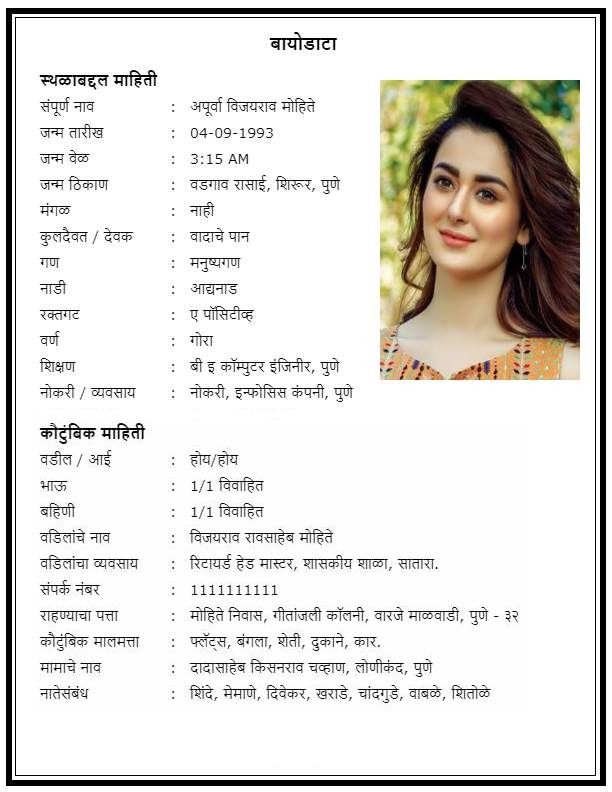 बायोडाटा
स्थळाबद्दल माहिती
संपूर्ण नाव : अपूर्वा विजयराव मोहिते
जन्म तारीख : 04-09-1993
जन्म वेळ : 3:15 AM
जन्म ठिकाण : वडगाव रासाई, शिरूर, पुणे
मंगळ : नाही
कुलदैवत / देवक : वादाचे पान
गण : मनुष्यगण
नाडी : आद्यनाड
रक्तगट : ए पॉसिटीव्ह
वर्ण : गोरा
शिक्षण : बी इ कॉम्पुटर इंजिनीर, पुणे
नोकरी / व्यवसाय : नोकरी, इन्फोसिस कंपनी, पुणे
कौटुंबिक माहिती
वडील / आई : होय/होय
भाऊ : 1/1 विवाहित
बहिणी : 1/1 विवाहित
वडिलांचे नाव : विजयराव रावसाहेब मोहिते
वडिलांचा व्यवसाय : रिटायर्ड हेड मास्टर, शासकीय शाळा, सातारा.
संपर्क नंबर : 1111111111
राहण्याचा पत्ता : मोहिते निवास, गीतांजली कॉलनी, वारजे माळवाडी, पुणे - ३२
कौटुंबिक मालमत्ता : फ्लॅट्स, बंगला, शेती, दुकाने, कार.
मामाचे नाव : दादासाहेब किसनराव चव्हाण, लोणीकंद, पुणे
नातेसंबंध : शिंदे, मेमाणे, दिवेकर, खराडे, चांदगुडे, वाबळे, शितोळे